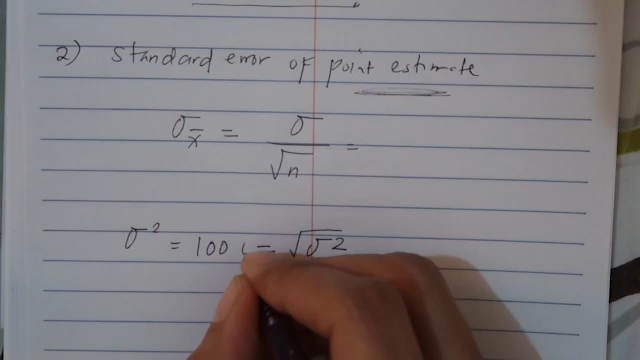 2) Standard error of point estimate
σx̄ = σ / √n =
σ² = 100 = √σ²